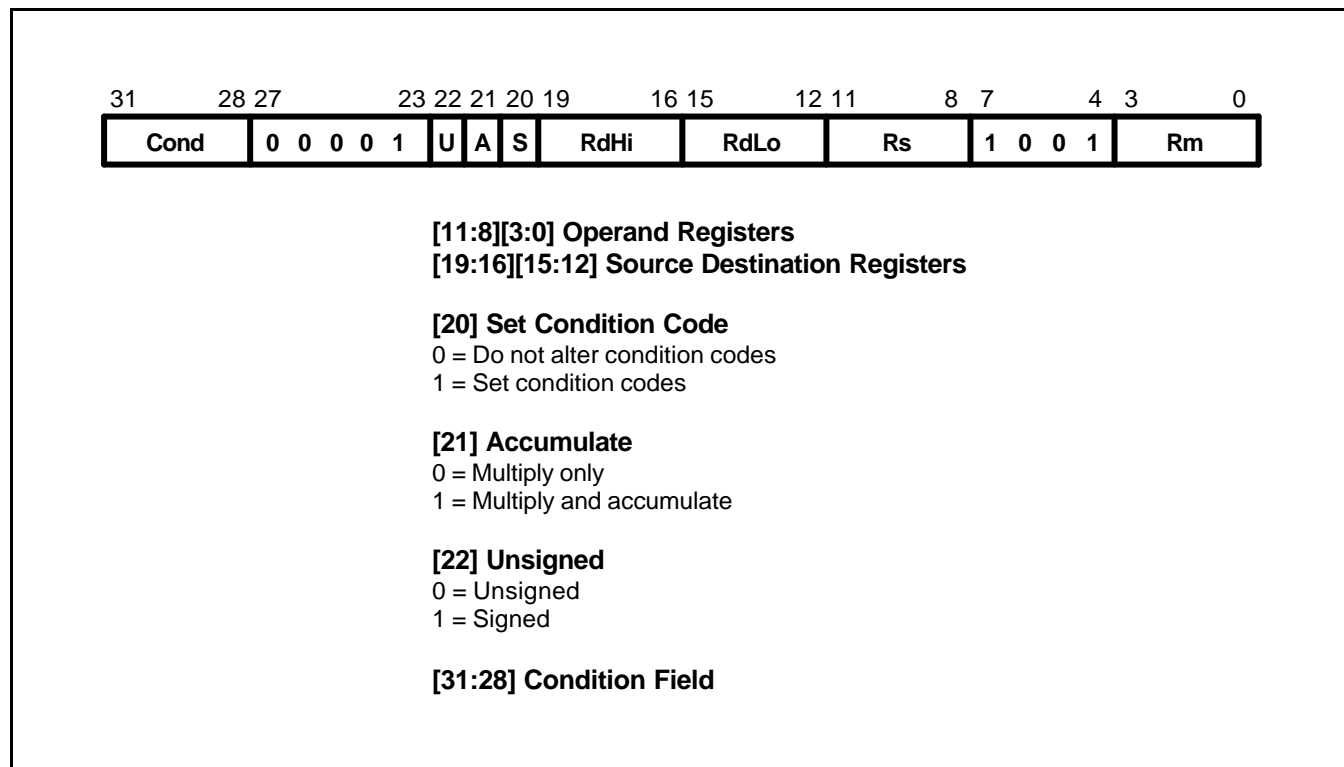 31 28 27 23 22 21 20 19 16 15 12 11 8 7 4 3 0
Cond 0 0 0 0 1 U A S RdHi RdLo Rs 1 0 0 1 Rm
[11:8][3:0] Operand Registers
[19:16][15:12] Source Destination Registers
[20] Set Condition Code
0 = Do not alter condition codes
1 = Set condition codes
[21] Accumulate
0 = Multiply only
1 = Multiply and accumulate
[22] Unsigned
0 = Unsigned
1 = Signed
[31:28] Condition Field